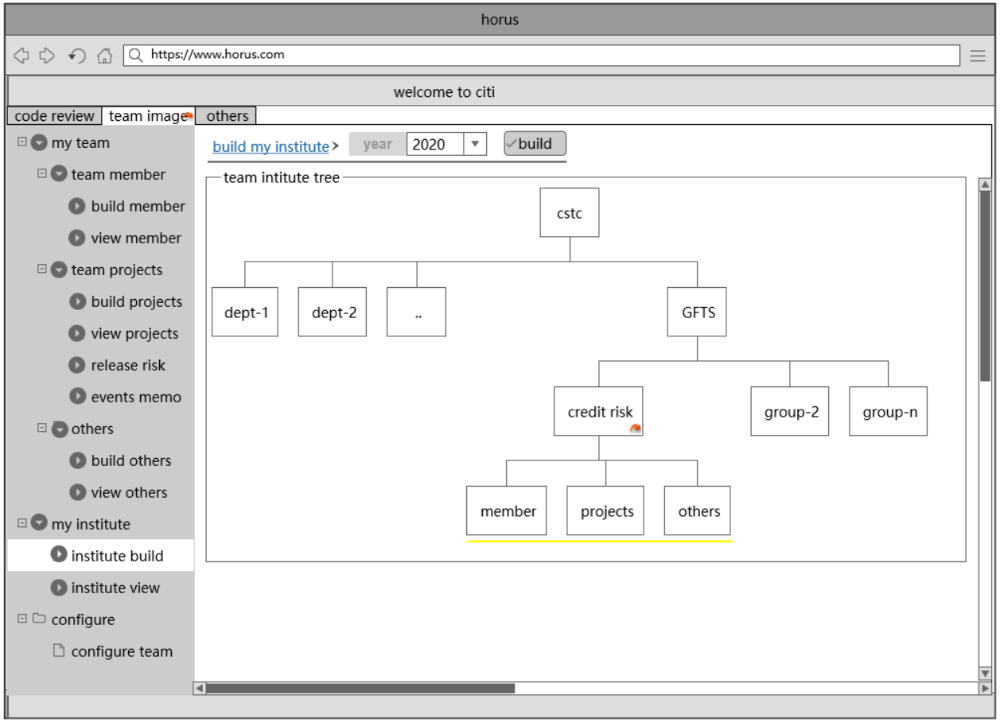 horus
https://www.horus.com
welcome to citi
code review team image others
my team
team member
build member
view member
team projects
build projects
view projects
release risk
events memo
others
build others
view others
my institute
institute build
institute view
configure
configure team
build my institute> year 2020 build
team intitute tree
cstc
dept-1 dept-2 .. GFTS
credit risk group-2 group-n
member projects others